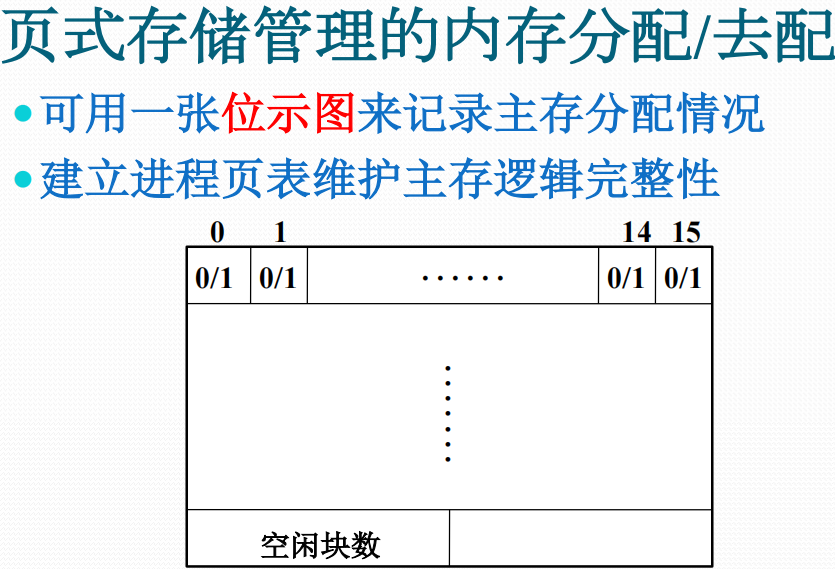 页式存储管理的内存分配/去配
•可用一张位示图来记录主存分配情况
•建立进程页表维护主存逻辑完整性
0 1 14 15
0/1 0/1 ······ 0/1 0/1
空闲块数